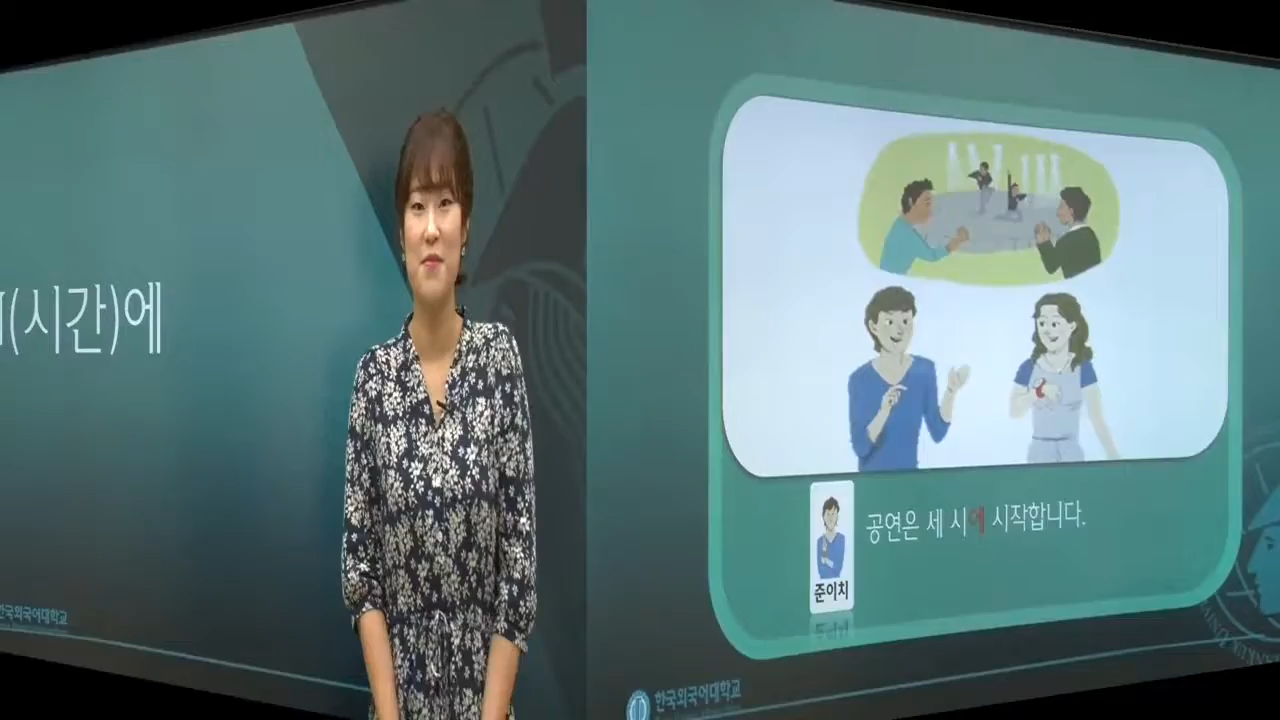 (시간)에
공연은 세 시에 시작합니다.
준이치
한국외국어대학교
한국외국어대학교